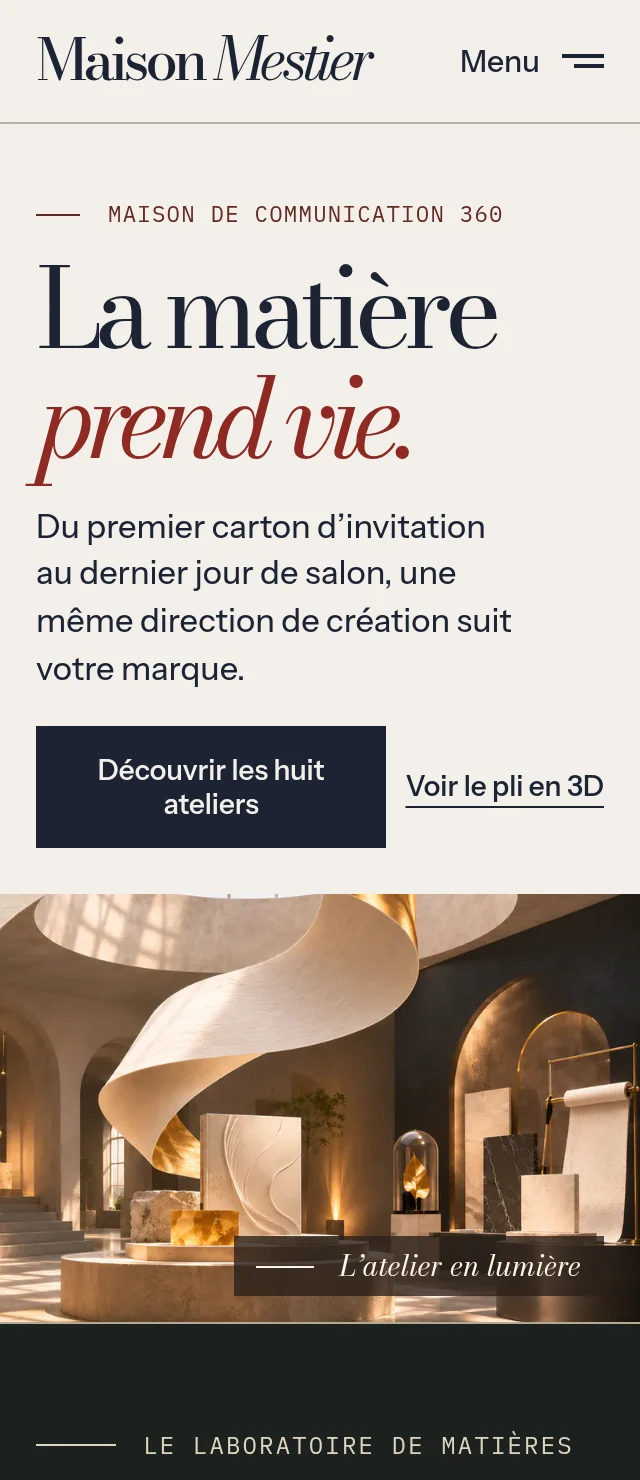 Maison Mestier
Menu
MAISON DE COMMUNICATION 360
La matière
prend vie.
Du premier carton d’invitation
au dernier jour de salon, une
même direction de création suit
votre marque.
Découvrir les huit
ateliers
Voir le pli en 3D
L’atelier en lumière
LE LABORATOIRE DE MATIÈRES